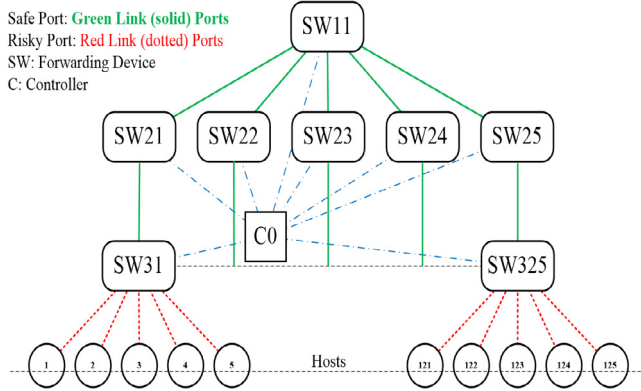 Safe Port: Green Link (solid) Ports
Risky Port: Red Link (dotted) Ports
SW: Forwarding Device
C: Controller
SW11
SW21 SW22 SW23 SW24 SW25
C0
SW31 SW325
1 2 3 4 5 Hosts 121 122 123 124 125